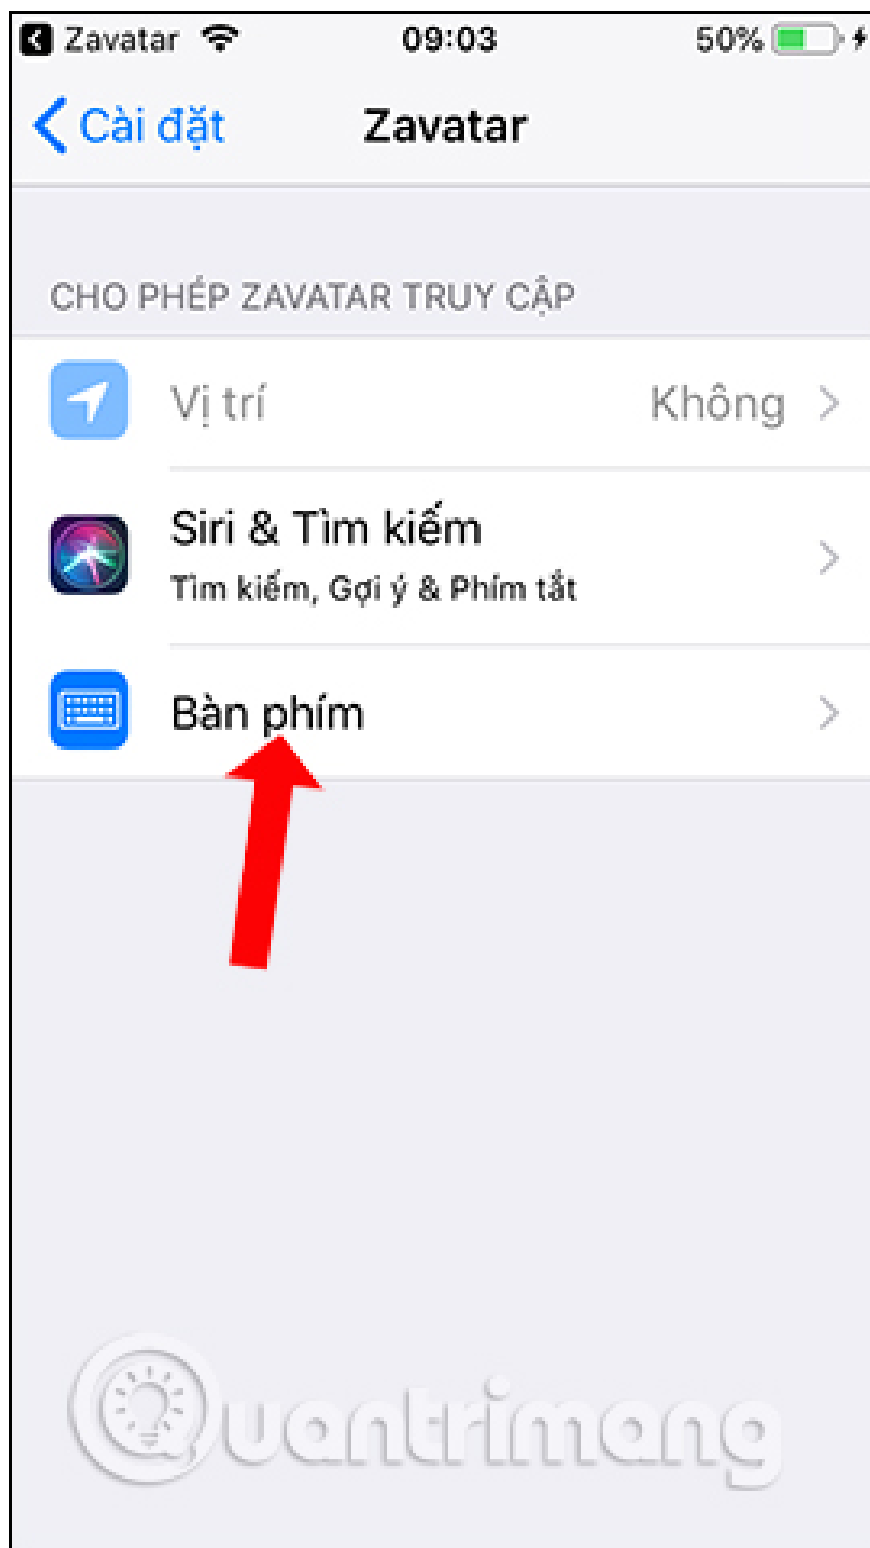 Zavatar 09:03 50%
Cài đặt Zavatar
CHO PHÉP ZAVATAR TRUY CẬP
Vị trí Không
Siri & Tìm kiếm
Tìm kiếm, Gợi ý & Phím tắt
Bàn phím
Quantrimang